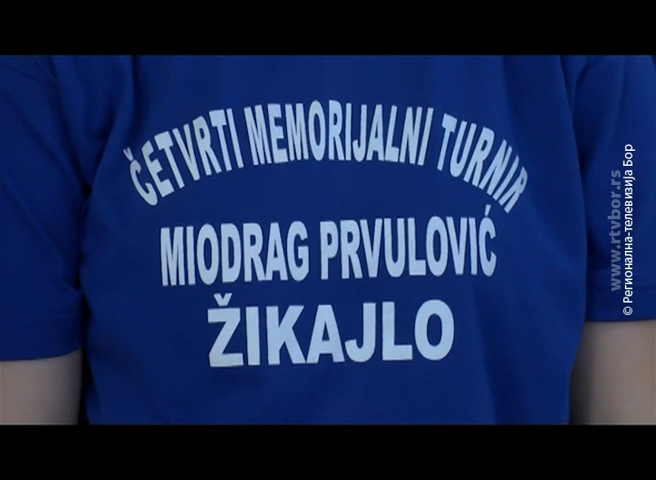 ČETVRTI MEMORIJALNI TURNIR
MIODRAG PRVULOVIĆ
ŽIKAJLO
www.rtvbor.rs
© Регионална-телевизија Бор